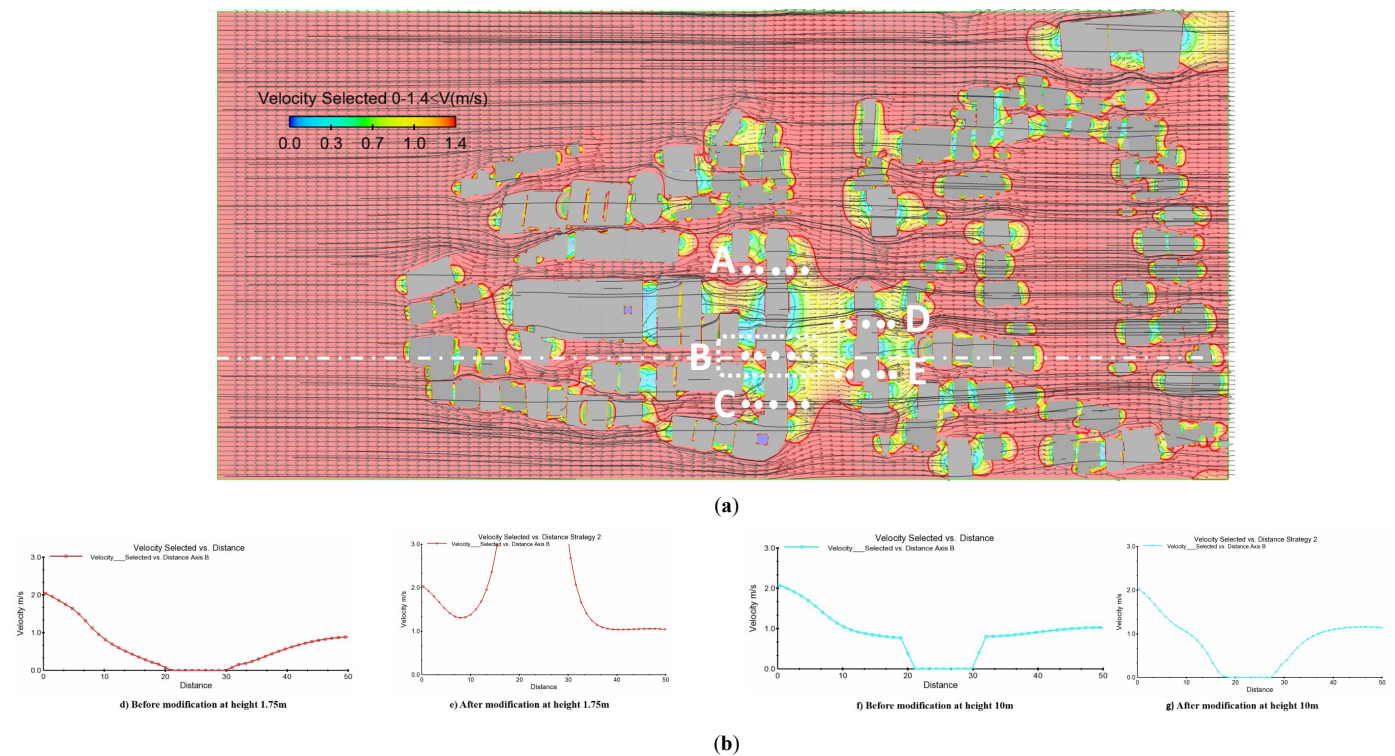 Velocity Selected 0-1.4≤V(m/s)
0.0 0.3 0.7 1.0 1.4
A
D
B
E
C
(a)
Velocity Selected vs. Distance
Velocity___Selected vs. Distance Axis B
3.0
2.0
1.0
0.0
Velocity m/s
0 10 20 30 40 50
Distance
d) Before modification at height 1.75m
Velocity Selected vs. Distance Strategy 2
Velocity___Selected vs. Distance Axis B
3.0
2.0
1.0
0.0
Velocity m/s
0 10 20 30 40 50
Distance
e) After modification at height 1.75m
Velocity Selected vs. Distance
Velocity___Selected vs. Distance Axis B
3.0
2.0
1.0
0.0
Velocity m/s
0 10 20 30 40 50
Distance
f) Before modification at height 10m
Velocity Selected vs. Distance Strategy 2
Velocity___Selected vs. Distance Axis B
3.0
2.0
1.0
0.0
Velocity m/s
0 10 20 30 40 50
Distance
g) After modification at height 10m
(b)